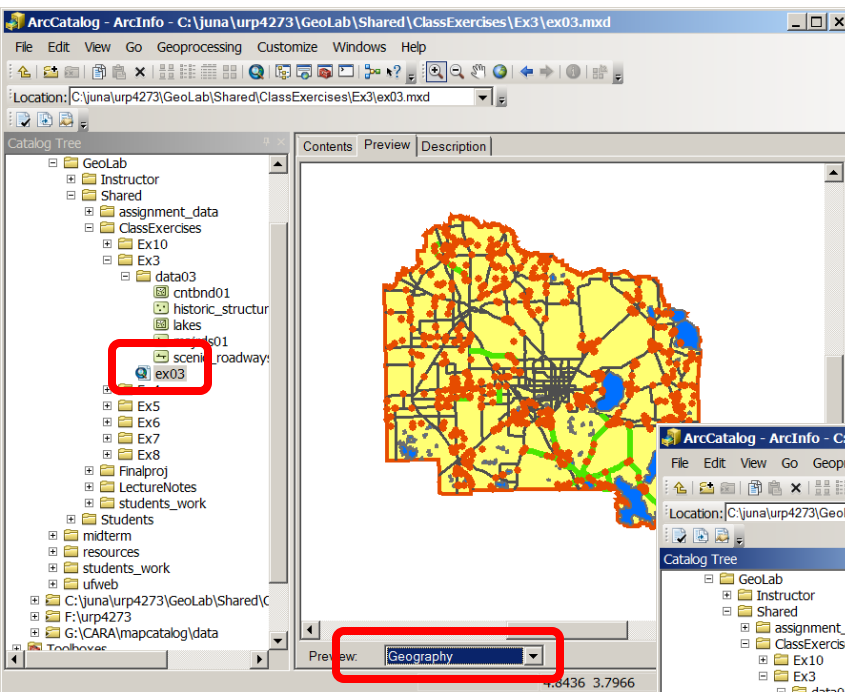 ArcCatalog - ArcInfo - C:\juna\urp4273\GeoLab\Shared\ClassExercises\Ex3\ex03.mxd
File Edit View Go Geoprocessing Customize Windows Help
Location: C:\juna\urp4273\GeoLab\Shared\ClassExercises\Ex3\ex03.mxd
Catalog Tree
GeoLab
Instructor
Shared
assignment_data
ClassExercises
Ex10
Ex3
data03
cntbnd01
historic_structur
lakes
scenic_roadways
ex03
Ex5
Ex6
Ex7
Ex8
Finalproj
LectureNotes
students_work
Students
midterm
resources
students_work
ufweb
C:\juna\urp4273\GeoLab\Shared\C
F:\urp4273
G:\CARA\mapcatalog\data
Toolboxes
Contents Preview Description
Preview: Geography
4.8436 3.7966
ArcCatalog - ArcInfo - C:
File Edit View Go Geopr
Location: C:\juna\urp4273\Geol
Catalog Tree
GeoLab
Instructor
Shared
assignment_
ClassExercis
Ex10
Ex3